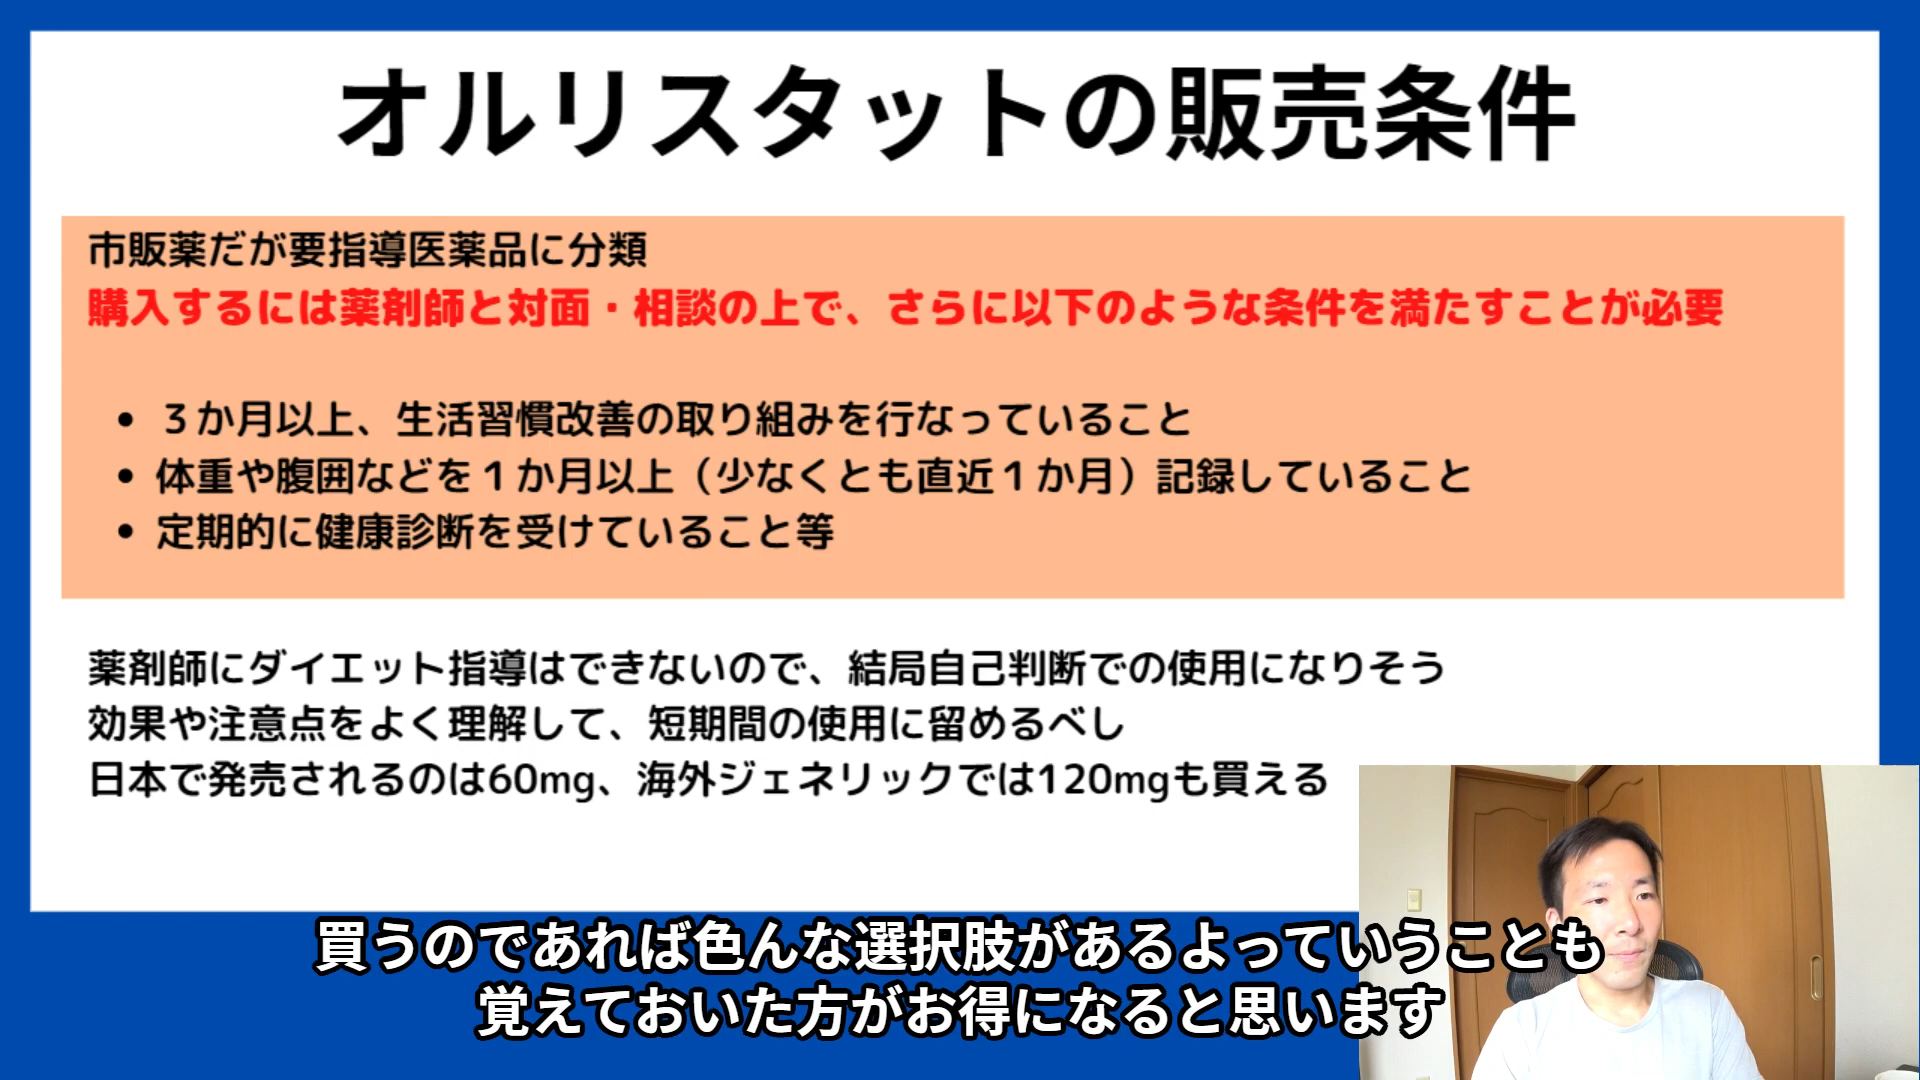 オルリスタットの販売条件
市販薬だが要指導医薬品に分類
購入するには薬剤師と対面・相談の上で、さらに以下のような条件を満たすことが必要
• ３か月以上、生活習慣改善の取り組みを行なっていること
• 体重や腹囲などを１か月以上（少なくとも直近１か月）記録していること
• 定期的に健康診断を受けていること等
薬剤師にダイエット指導はできないので、結局自己判断での使用になりそう
効果や注意点をよく理解して、短期間の使用に留めるべし
日本で発売されるのは60mg、海外ジェネリックでは120mgも買える
買うのであれば色んな選択肢があるよっていうことも
覚えておいた方がお得になると思います